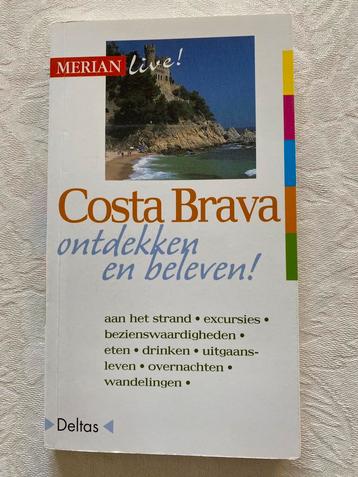 MERIAN live!
Costa Brava
ontdekken
en beleven!
aan het strand • excursies •
bezienswaardigheden •
eten • drinken • uitgaans-
leven • overnachten •
wandelingen •
Deltas